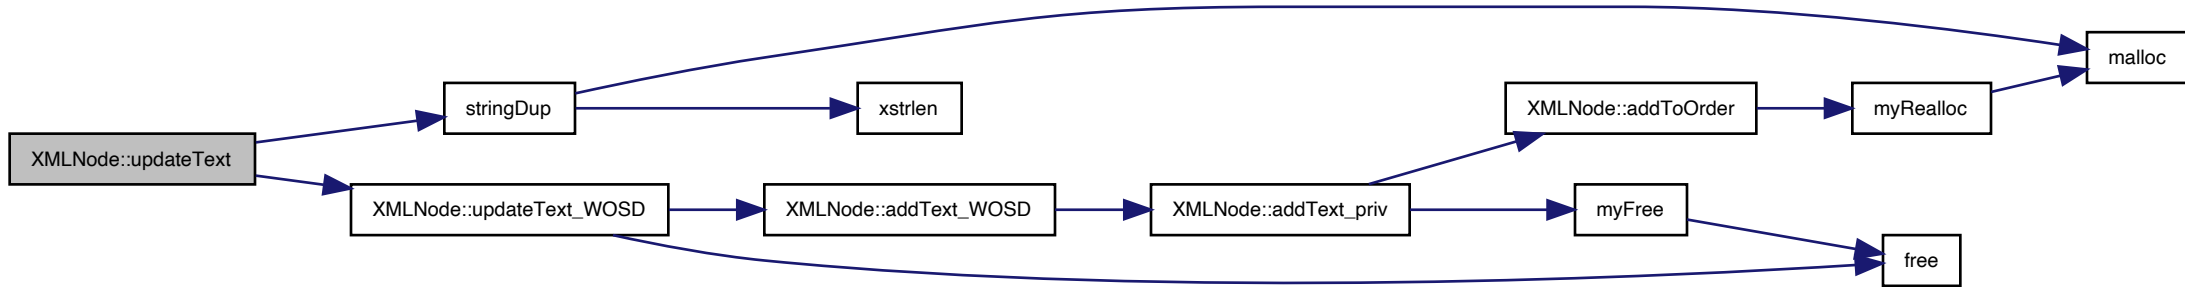 malloc
stringDup
xstrlen
XMLNode::addToOrder
myRealloc
XMLNode::updateText
XMLNode::updateText_WOSD
XMLNode::addText_WOSD
XMLNode::addText_priv
myFree
free